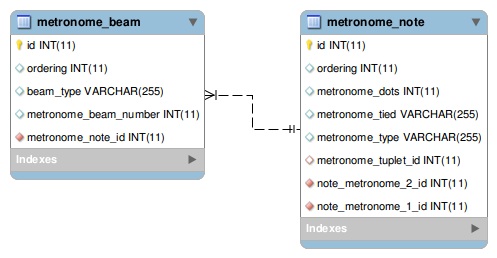 metronome_beam
id INT(11)
ordering INT(11)
beam_type VARCHAR(255)
metronome_beam_number INT(11)
metronome_note_id INT(11)
Indexes
metronome_note
id INT(11)
ordering INT(11)
metronome_dots INT(11)
metronome_tied VARCHAR(255)
metronome_type VARCHAR(255)
metronome_tuplet_id INT(11)
note_metronome_2_id INT(11)
note_metronome_1_id INT(11)
Indexes